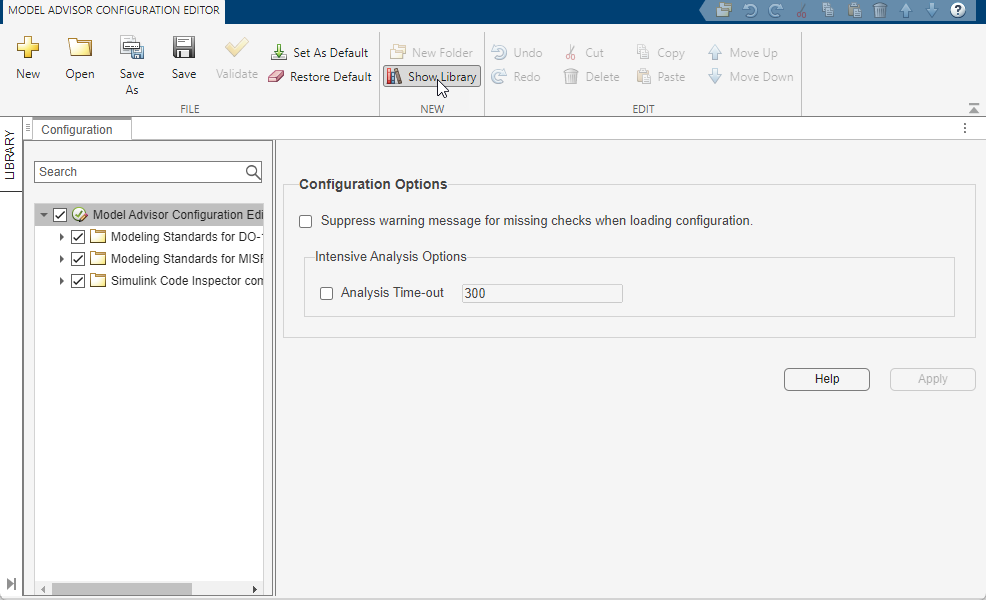 MODEL ADVISOR CONFIGURATION EDITOR
?
New
Open
Save As
Save
Validate
Set As Default
Restore Default
FILE
New Folder
Show Library
NEW
Undo
Redo
Cut
Delete
Copy
Paste
Move Up
Move Down
EDIT
LIBRARY
Configuration
Search
Model Advisor Configuration Edi
Modeling Standards for DO-
Modeling Standards for MISF
Simulink Code Inspector con
Configuration Options
Suppress warning message for missing checks when loading configuration.
Intensive Analysis Options
Analysis Time-out 300
Help
Apply